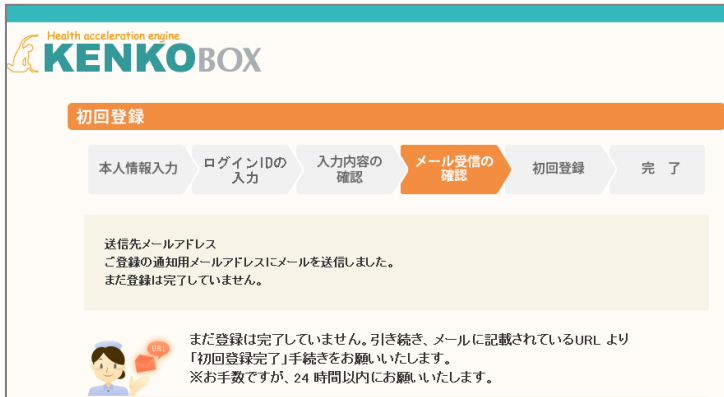 Health acceleration engine
KENKOBOX
初回登録
本人情報入力
ログインIDの
入力
入力内容の
確認
メール受信の
確認
初回登録
完 了
送信先メールアドレス
ご登録の通知用メールアドレスにメールを送信しました。
まだ登録は完了していません。
URL
まだ登録は完了していません。引き続き、メールに記載されているURL より
「初回登録完了」手続きをお願いいたします。
※お手数ですが、24 時間以内にお願いいたします。